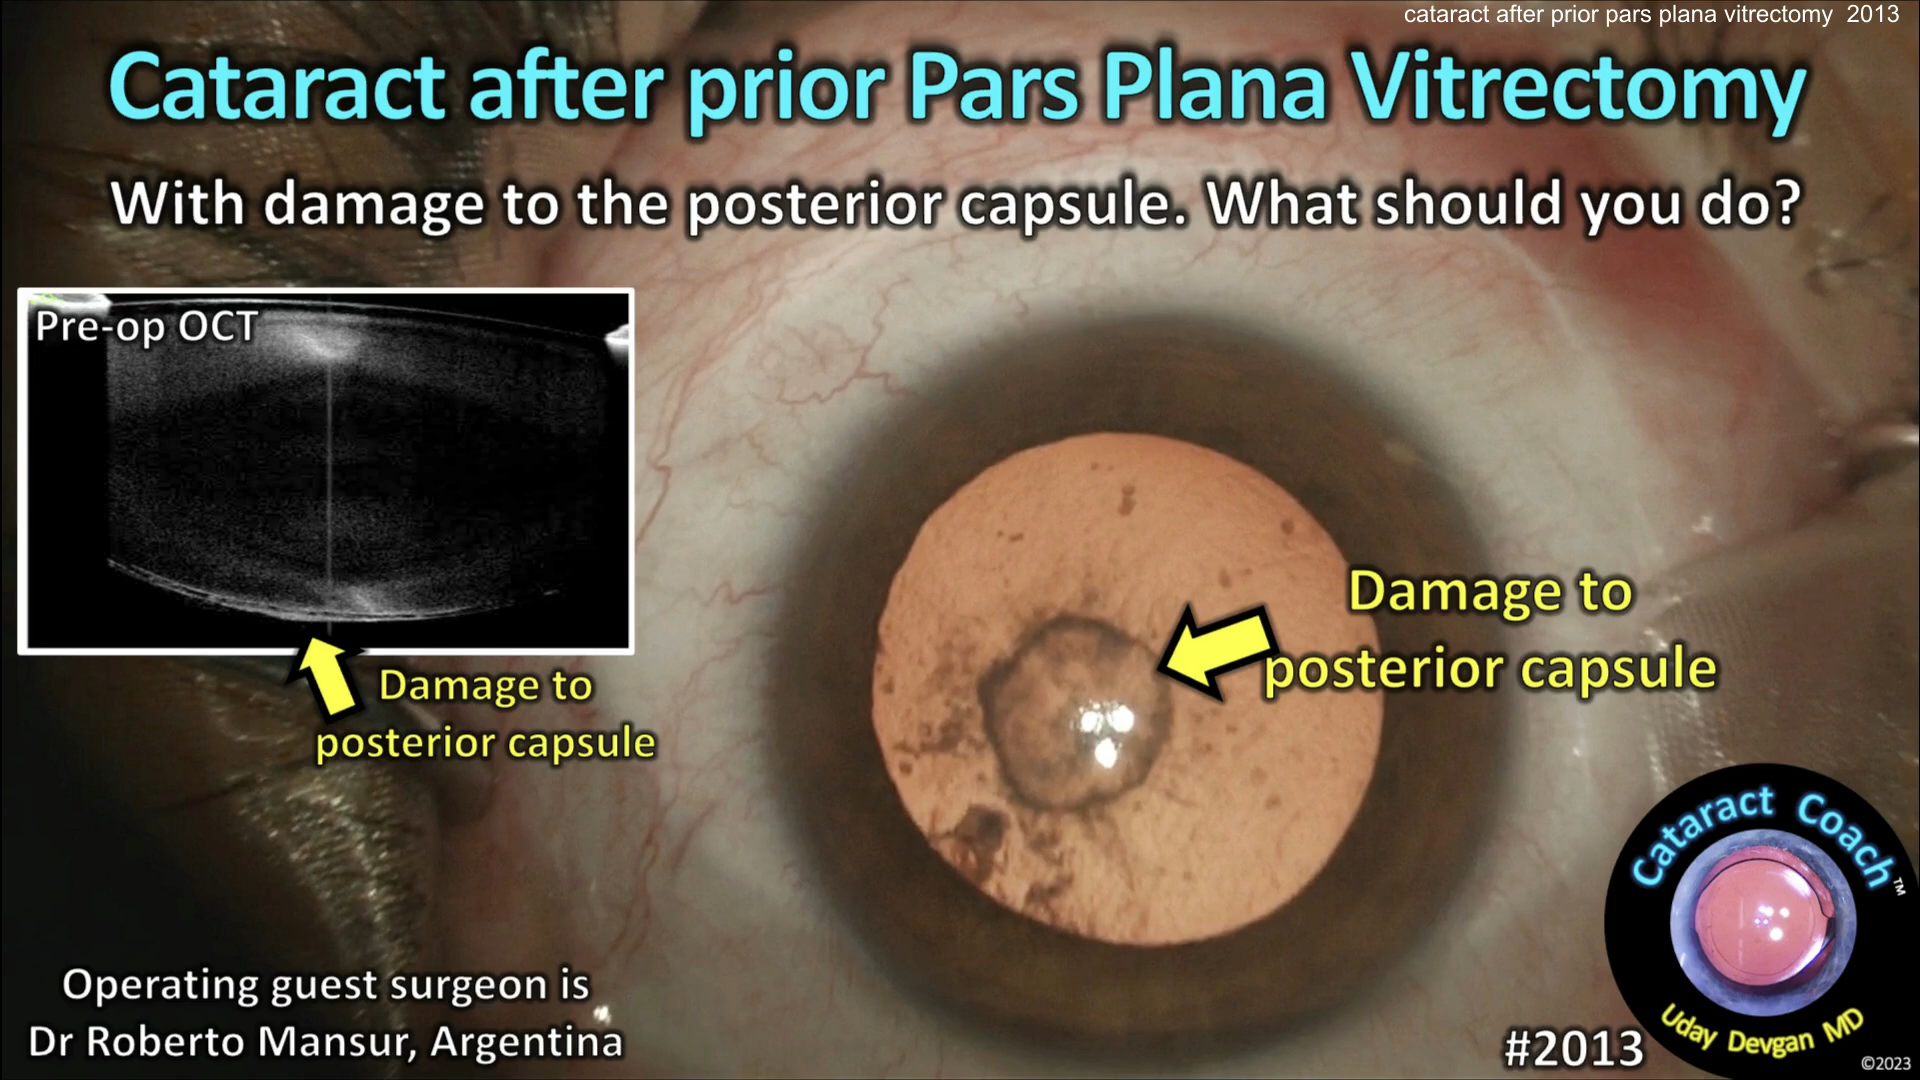 cataract after prior pars plana vitrectomy  2013
Cataract after prior Pars Plana Vitrectomy
With damage to the posterior capsule. What should you do?
Pre-op OCT
Damage to
posterior capsule
Damage to
posterior capsule
Operating guest surgeon is
Dr Roberto Mansur, Argentina
#2013
Cataract Coach™
Uday Devgan MD
©2023